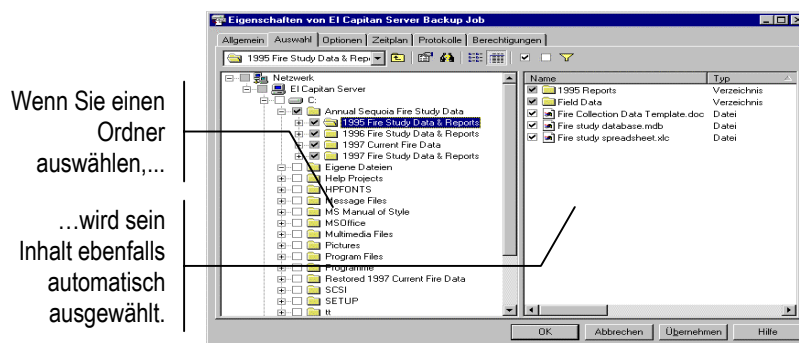 Wenn Sie einen
Ordner
auswählen,...
…wird sein
Inhalt ebenfalls
automatisch
ausgewählt.
Eigenschaften von El Capitan Server Backup Job
Allgemein Auswahl Optionen Zeitplan Protokolle Berechtigungen
1995 Fire Study Data & Repo
Netzwerk
El Capitan Server
C:
Annual Sequoia Fire Study Data
1995 Fire Study Data & Reports
1996 Fire Study Data & Reports
1997 Current Fire Data
1997 Fire Study Data & Reports
Eigene Dateien
Help Projects
HPFONTS
Message Files
MS Manual of Style
MSOffice
Multimedia Files
Pictures
Program Files
Programme
Restored 1997 Current Fire Data
SCSI
SETUP
tt
Name Typ
1995 Reports Verzeichnis
Field Data Verzeichnis
Fire Collection Data Template.doc Datei
Fire study database.mdb Datei
Fire study spreadsheet.xlc Datei
OK Abbrechen Übernehmen Hilfe